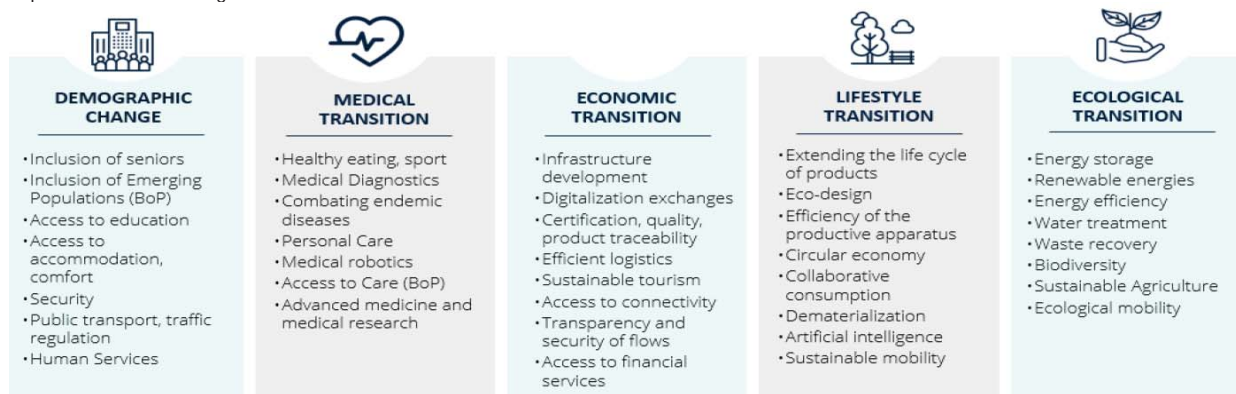 DEMOGRAPHIC
CHANGE
•Inclusion of seniors
•Inclusion of Emerging
Populations (BoP)
•Access to education
•Access to
accommodation,
comfort
•Security
•Public transport, traffic
regulation
•Human Services
MEDICAL
TRANSITION
•Healthy eating, sport
•Medical Diagnostics
•Combating endemic
diseases
•Personal Care
•Medical robotics
•Access to Care (BoP)
•Advanced medicine and
medical research
ECONOMIC
TRANSITION
•Infrastructure
development
•Digitalization exchanges
•Certification, quality,
product traceability
•Efficient logistics
•Sustainable tourism
•Access to connectivity
•Transparency and
security of flows
•Access to financial
services
LIFESTYLE
TRANSITION
•Extending the life cycle
of products
•Eco-design
•Efficiency of the
productive apparatus
•Circular economy
•Collaborative
consumption
•Dematerialization
•Artificial intelligence
•Sustainable mobility
ECOLOGICAL
TRANSITION
•Energy storage
•Renewable energies
•Energy efficiency
•Water treatment
•Waste recovery
•Biodiversity
•Sustainable Agriculture
•Ecological mobility